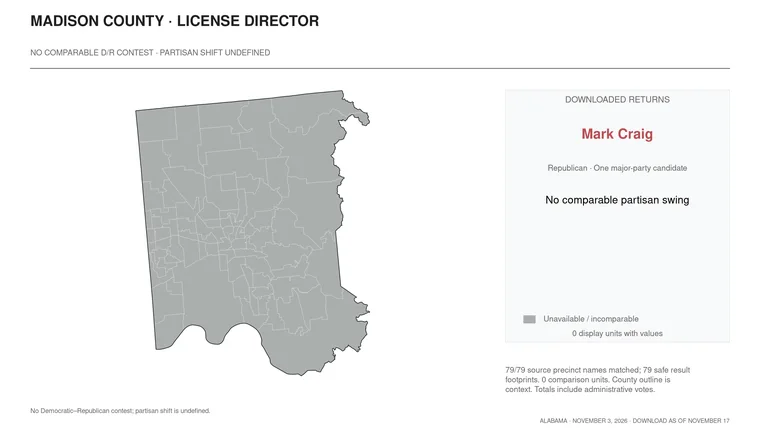 MADISON COUNTY · LICENSE DIRECTOR
NO COMPARABLE D/R CONTEST · PARTISAN SHIFT UNDEFINED
DOWNLOADED RETURNS
Mark Craig
Republican · One major-party candidate
No comparable partisan swing
Unavailable / incomparable
0 display units with values
79/79 source precinct names matched; 79 safe result
footprints. 0 comparison units. County outline is
context. Totals include administrative votes.
No Democratic–Republican contest; partisan shift is undefined.
ALABAMA · NOVEMBER 3, 2026 · DOWNLOAD AS OF NOVEMBER 17